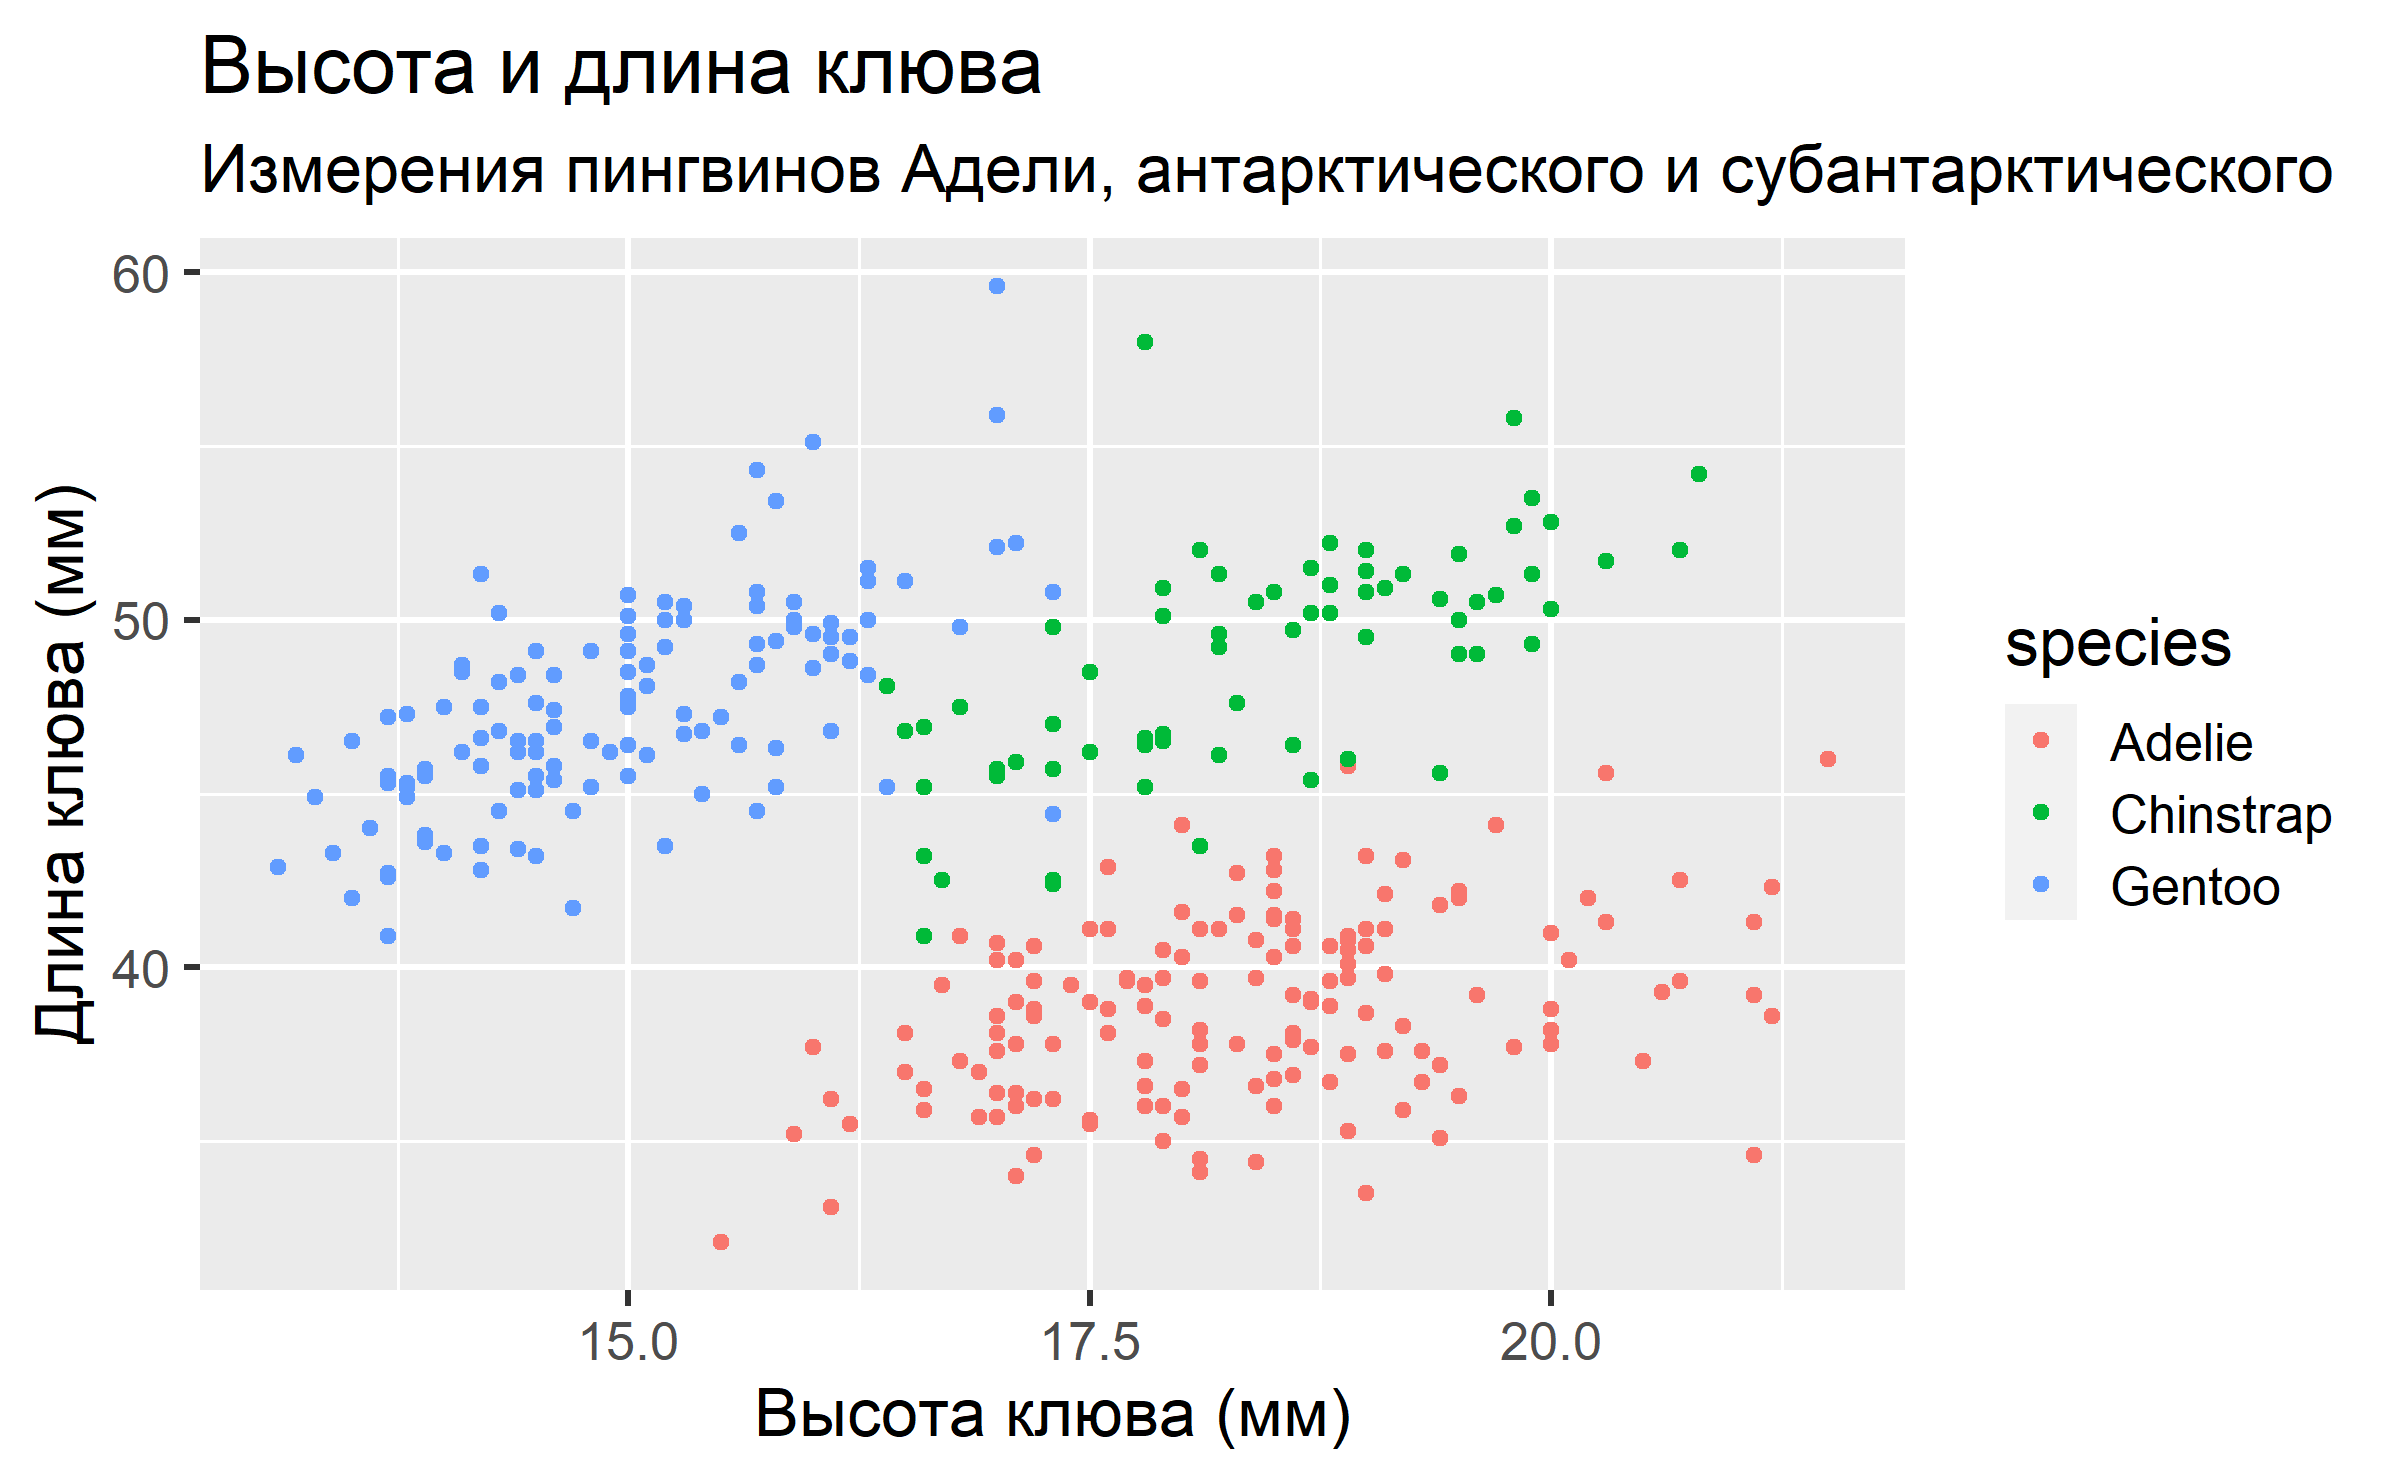 Высота и длина клюва
Измерения пингвинов Адели, антарктического и субантарктического
60
50
40
Длина клюва (мм)
15.0 17.5 20.0
Высота клюва (мм)
species
Adelie
Chinstrap
Gentoo